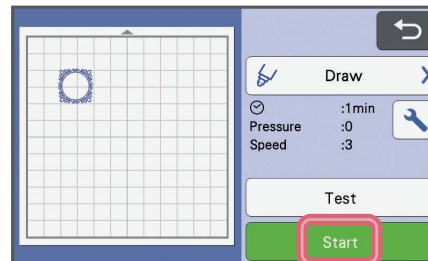 Draw
:1min
Pressure :0
Speed :3
Test
Start